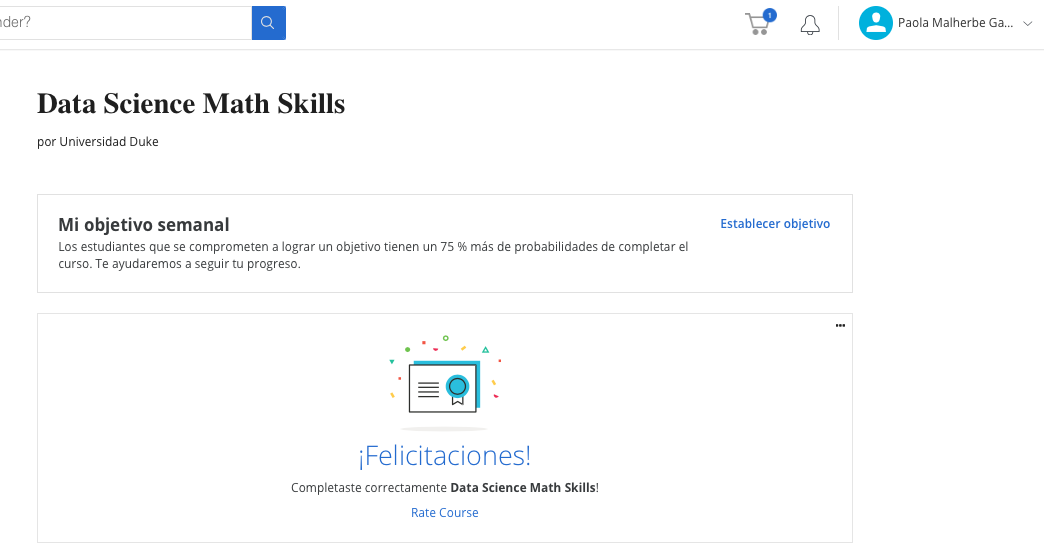 nder?
1
Paola Malherbe Ga...
Data Science Math Skills
por Universidad Duke
Mi objetivo semanal
Establecer objetivo
Los estudiantes que se comprometen a lograr un objetivo tienen un 75 % más de probabilidades de completar el
curso. Te ayudaremos a seguir tu progreso.
¡Felicitaciones!
Completaste correctamente Data Science Math Skills!
Rate Course